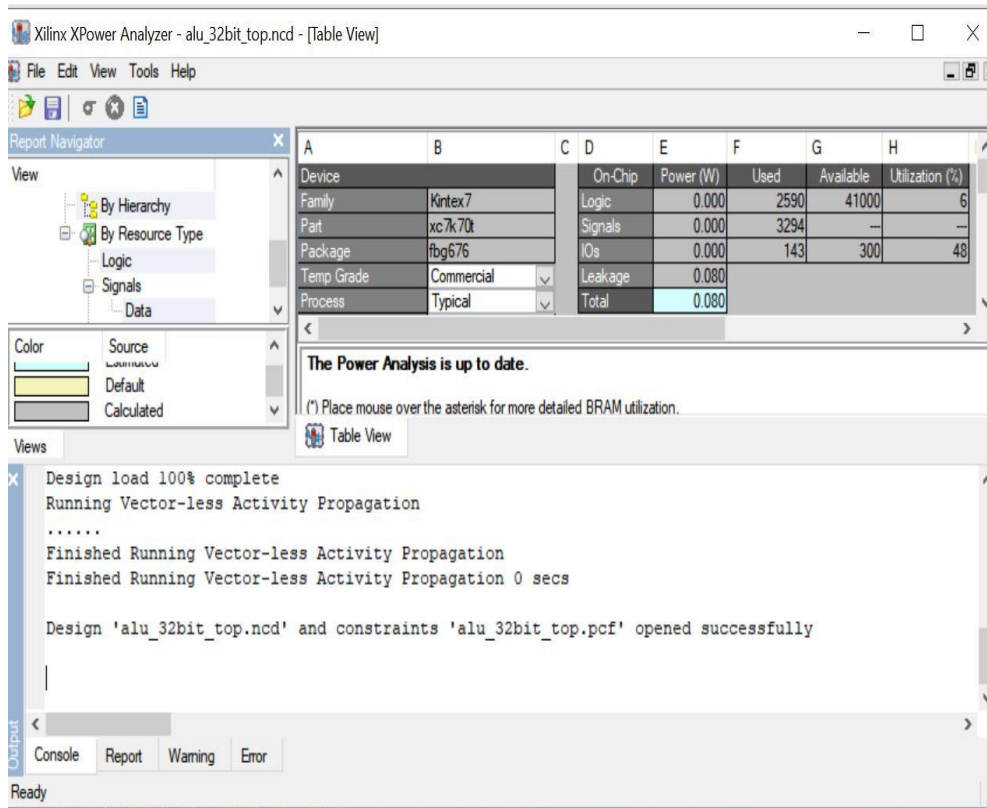 Xilinx XPower Analyzer - alu_32bit_top.ncd - [Table View]
File Edit View Tools Help
Report Navigator
View
By Hierarchy
By Resource Type
Logic
Signals
Data
Color Source
Estimated
Default
Calculated
Views
A B C D E F G H
Device On-Chip Power (W) Used Available Utilization (%)
Family Kintex7 Logic 0.000 2590 41000 6
Part xc7k70t Signals 0.000 3294 --- ---
Package fbg676 IOs 0.000 143 300 48
Temp Grade Commercial Leakage 0.080
Process Typical Total 0.080
The Power Analysis is up to date.
(*) Place mouse over the asterisk for more detailed BRAM utilization.
Table View
Design load 100% complete
Running Vector-less Activity Propagation
......
Finished Running Vector-less Activity Propagation
Finished Running Vector-less Activity Propagation 0 secs
Design 'alu_32bit_top.ncd' and constraints 'alu_32bit_top.pcf' opened successfully
Output
Console Report Warning Error
Ready